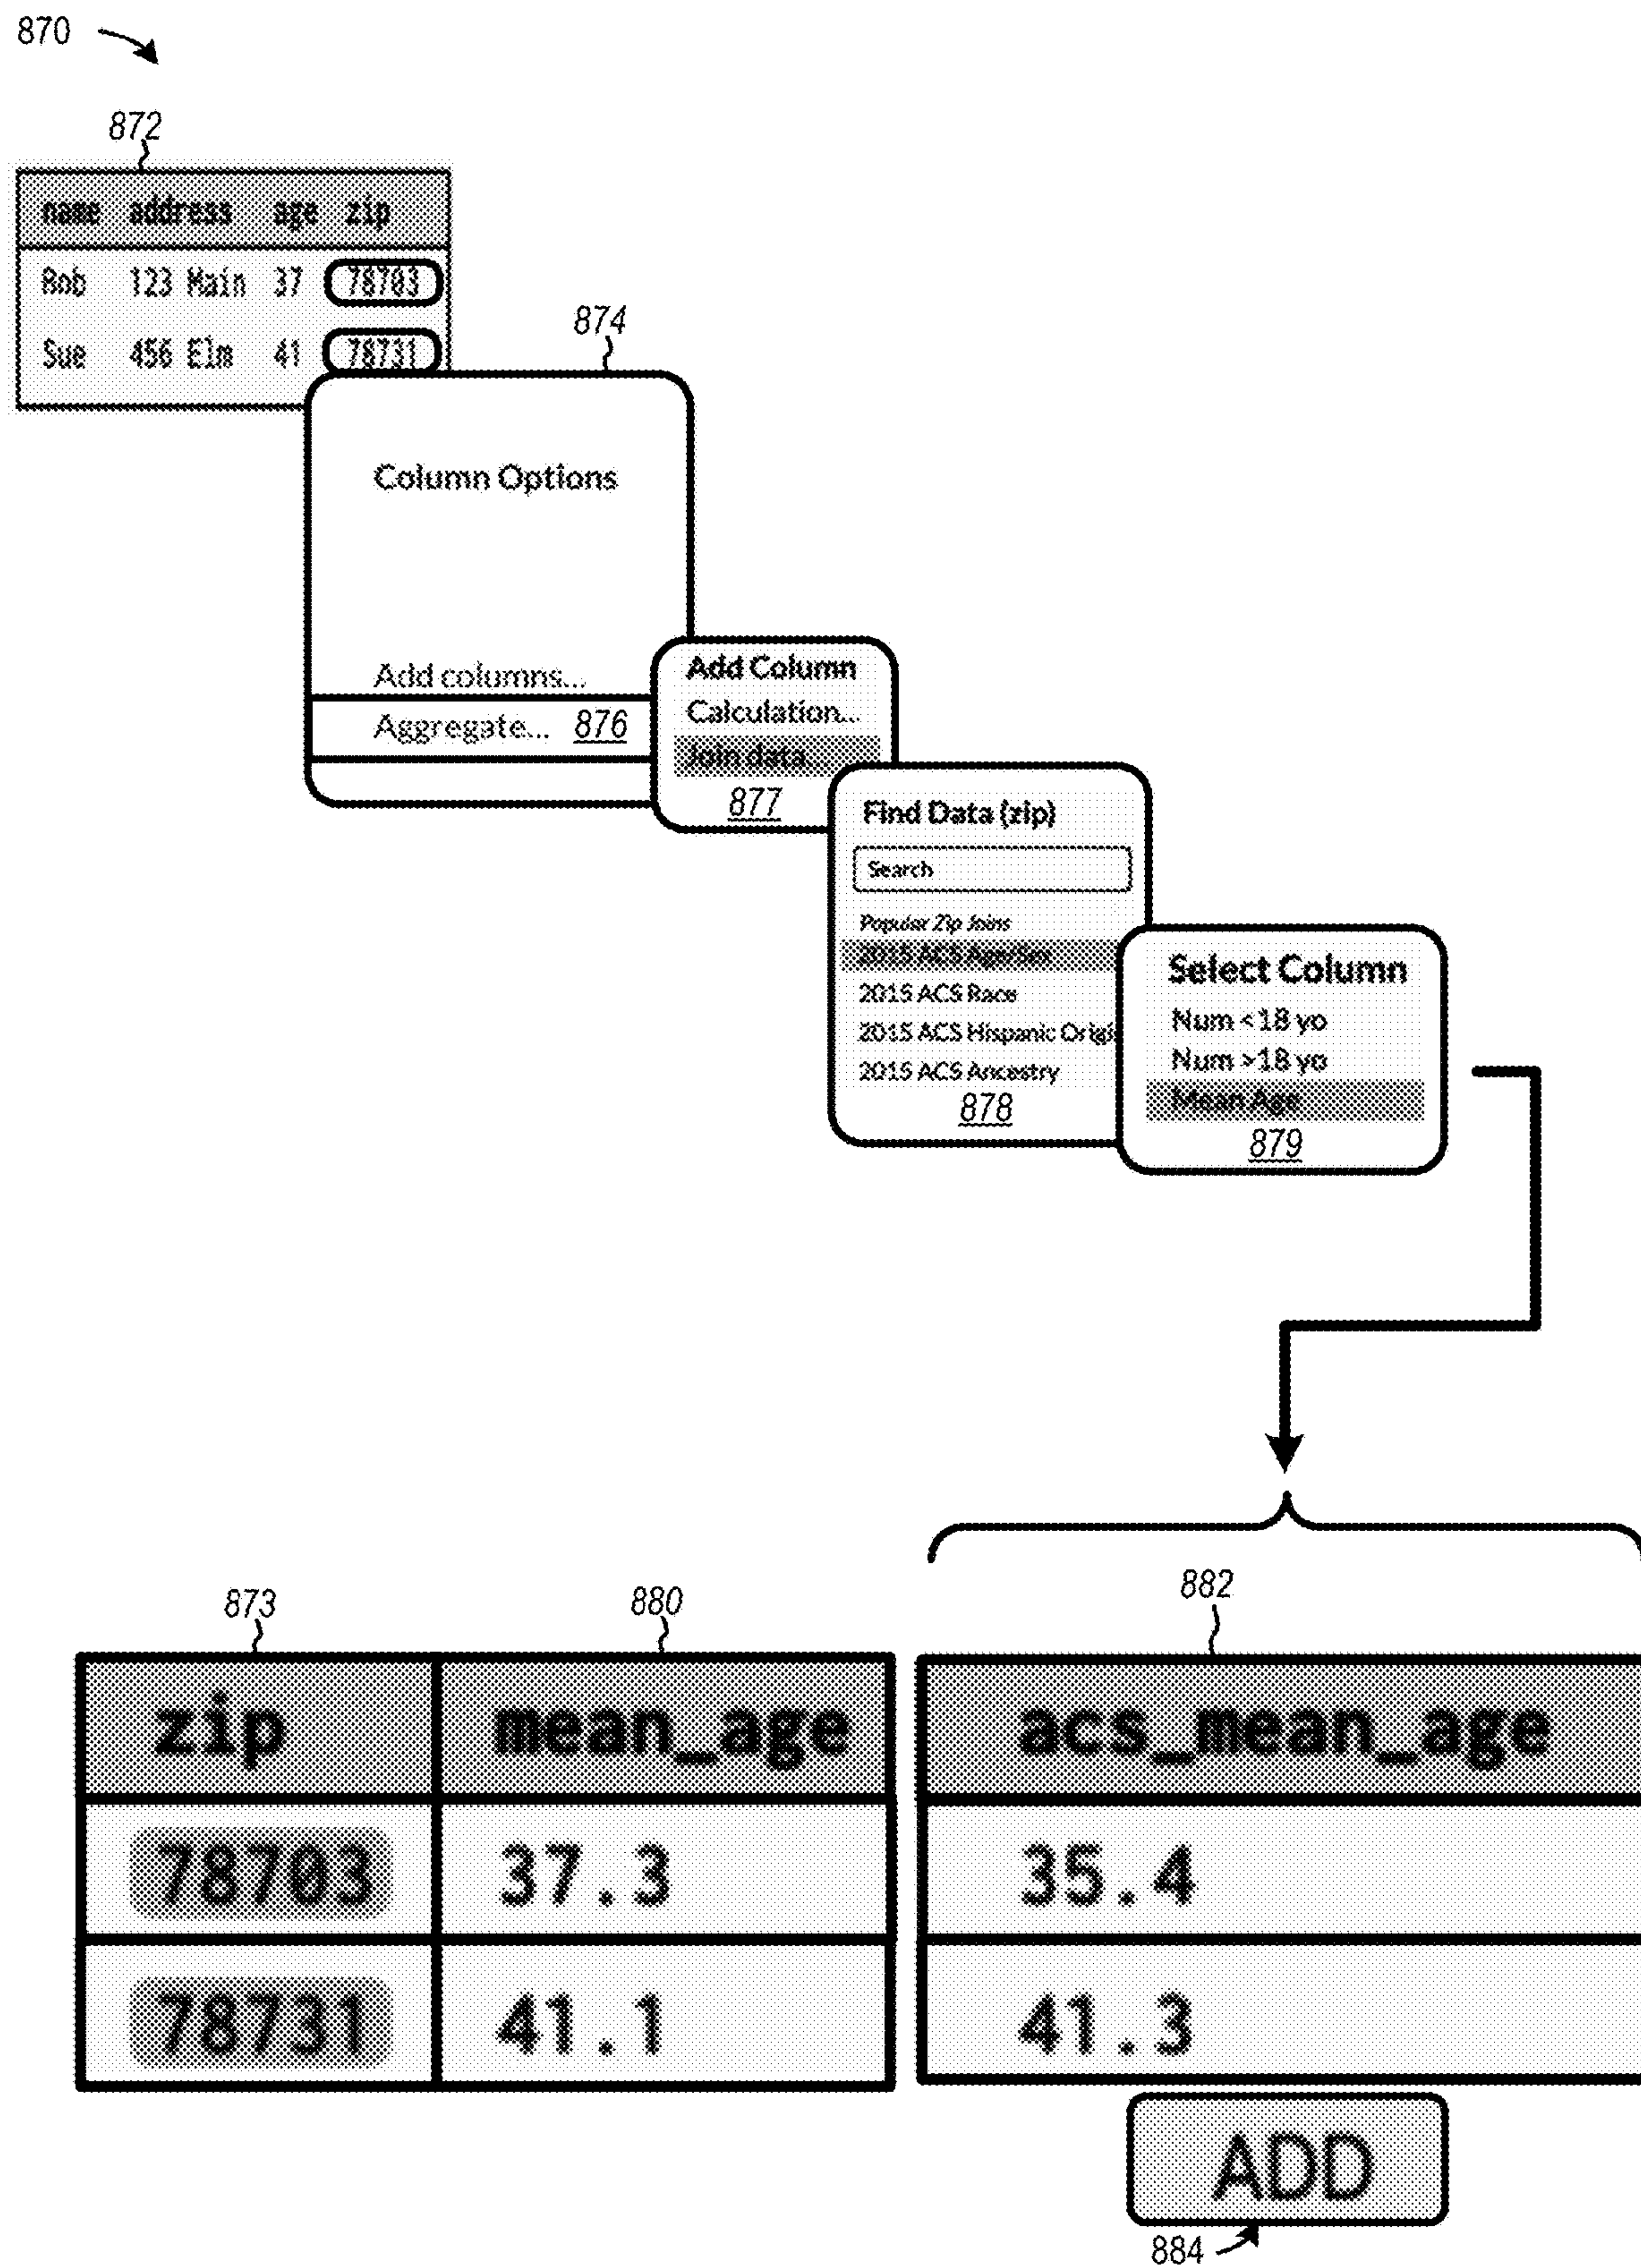 870
872
name address age zip
Bob 123 Main 37 78703
Sue 456 Elm 41 78731
874
Column Options
Add columns...
Aggregate... 876
Add Column
Calculation...
Join data...
877
Find Data (zip)
Search
Popular Zip Joins
2015 ACS Age/Sex
2015 ACS Race
2015 ACS Hispanic Origi
2015 ACS Ancestry
878
Select Column
Num <18 yo
Num >18 yo
Mean Age
879
873 880 882
zip mean_age acs_mean_age
78703 37.3 35.4
78731 41.1 41.3
ADD
884